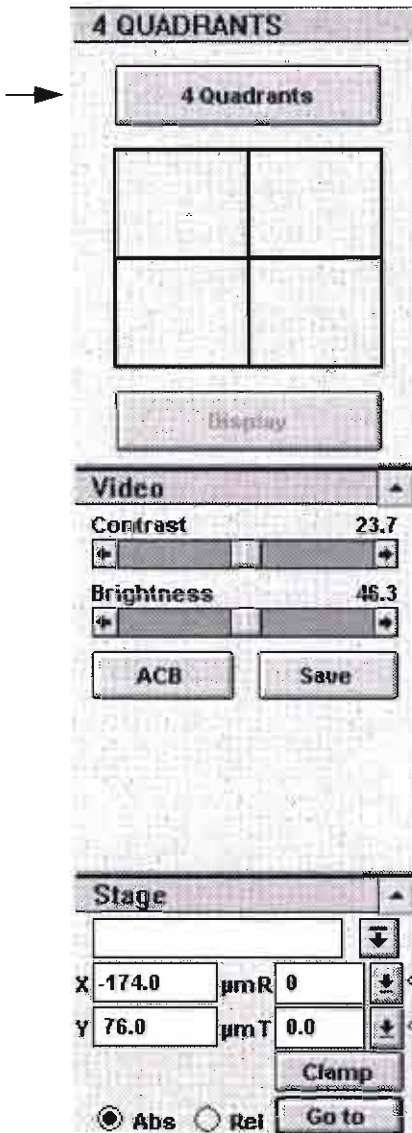 4 QUADRANTS
4 Quadrants
Display
Video
Contrast 23.7
Brightness 46.3
ACB Save
Stage
X -174.0 µm R 0
Y 76.0 µm T 0.0
Clamp
Abs Rel Go to